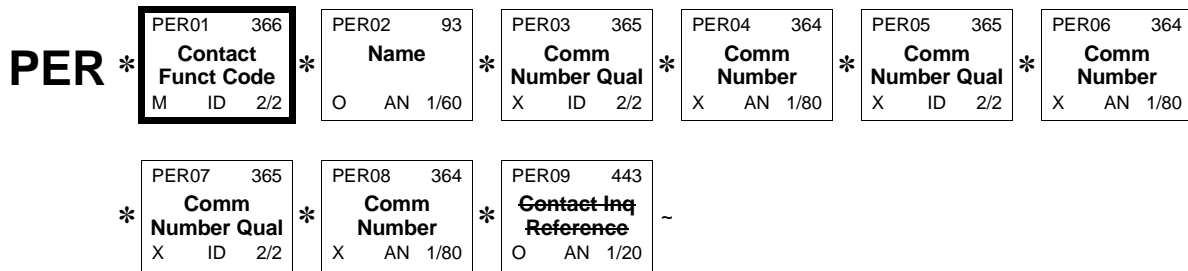 PER01 366 PER02 93 PER03 365 PER04 364 PER05 365 PER06 364
PER * Contact Funct Code * Name * Comm Number Qual * Comm Number * Comm Number Qual * Comm Number
M ID 2/2 O AN 1/60 X ID 2/2 X AN 1/80 X ID 2/2 X AN 1/80
PER07 365 PER08 364 PER09 443
* Comm Number Qual * Comm Number * Contact Inq Reference ~
X ID 2/2 X AN 1/80 O AN 1/20